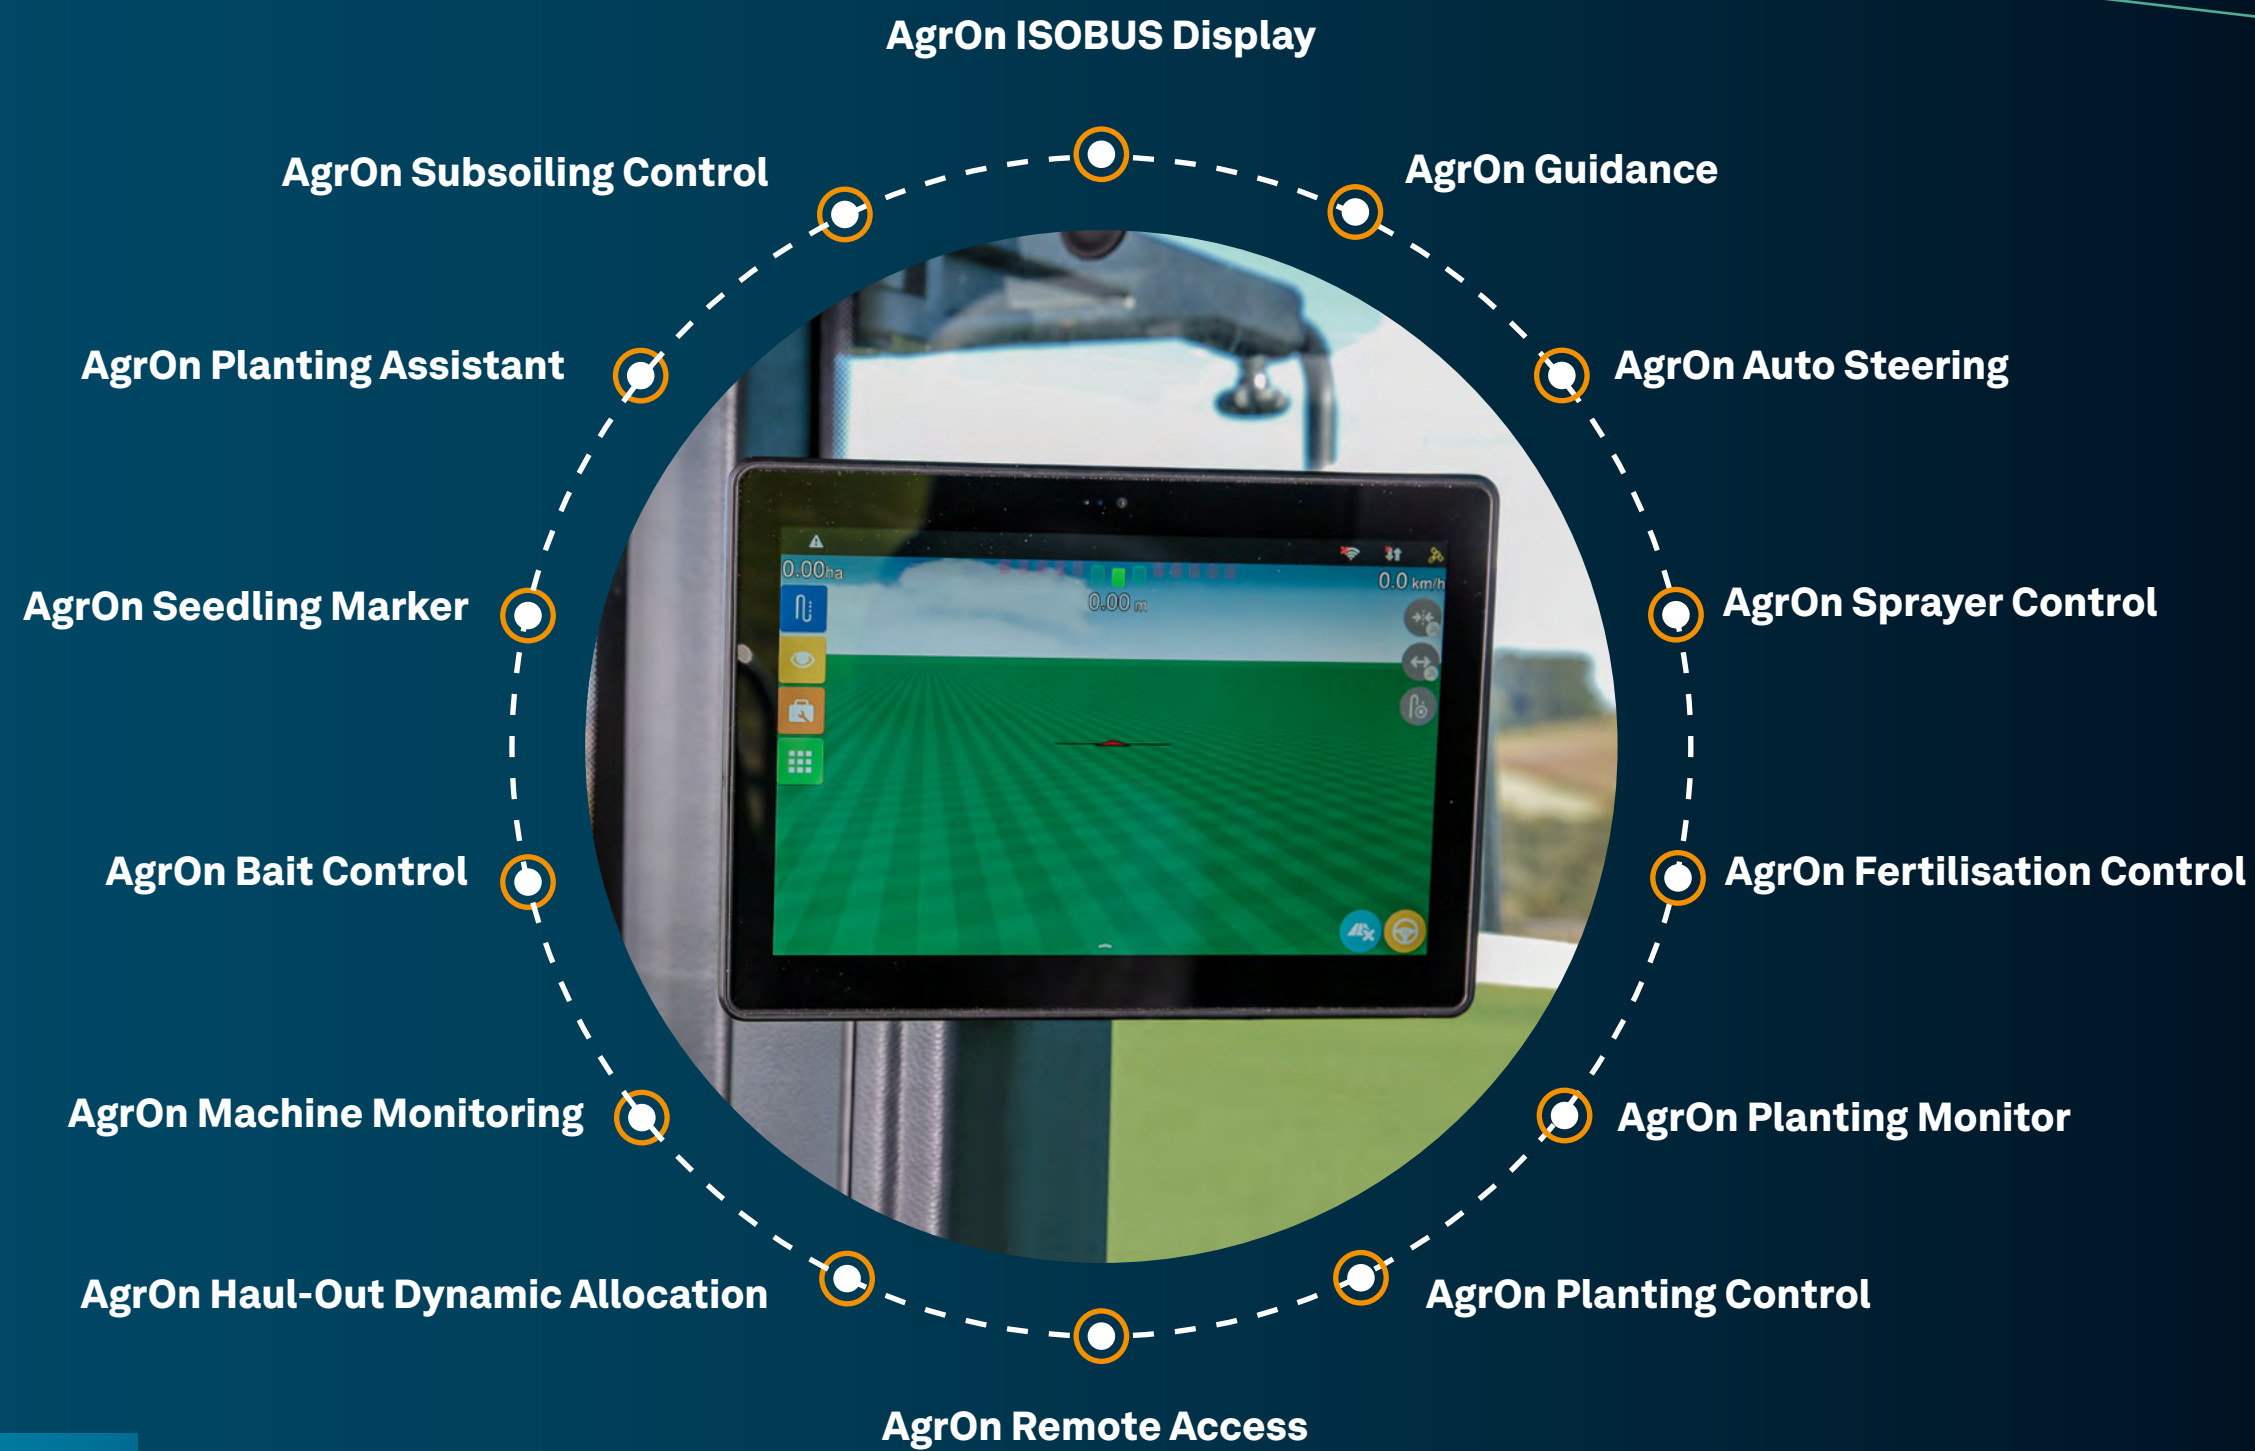 AgrOn ISOBUS Display
AgrOn Subsoiling Control
AgrOn Guidance
AgrOn Planting Assistant
AgrOn Auto Steering
AgrOn Seedling Marker
AgrOn Sprayer Control
AgrOn Bait Control
AgrOn Fertilisation Control
AgrOn Machine Monitoring
AgrOn Planting Monitor
AgrOn Haul-Out Dynamic Allocation
AgrOn Planting Control
AgrOn Remote Access
0.00ha
0.00 m
0.0 km/h